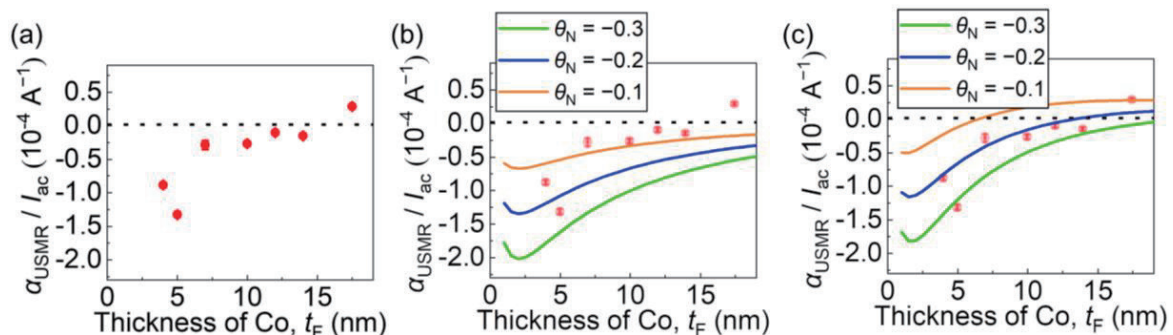 (a)
α_USMR / I_ac (10⁻⁴ A⁻¹)
0.5
0.0
-0.5
-1.0
-1.5
-2.0
0 5 10 15
Thickness of Co, t_F (nm)
(b)
θ_N = −0.3
θ_N = −0.2
θ_N = −0.1
α_USMR / I_ac (10⁻⁴ A⁻¹)
0.5
0.0
-0.5
-1.0
-1.5
-2.0
0 5 10 15
Thickness of Co, t_F (nm)
(c)
θ_N = −0.3
θ_N = −0.2
θ_N = −0.1
α_USMR / I_ac (10⁻⁴ A⁻¹)
0.5
0.0
-0.5
-1.0
-1.5
-2.0
0 5 10 15
Thickness of Co, t_F (nm)